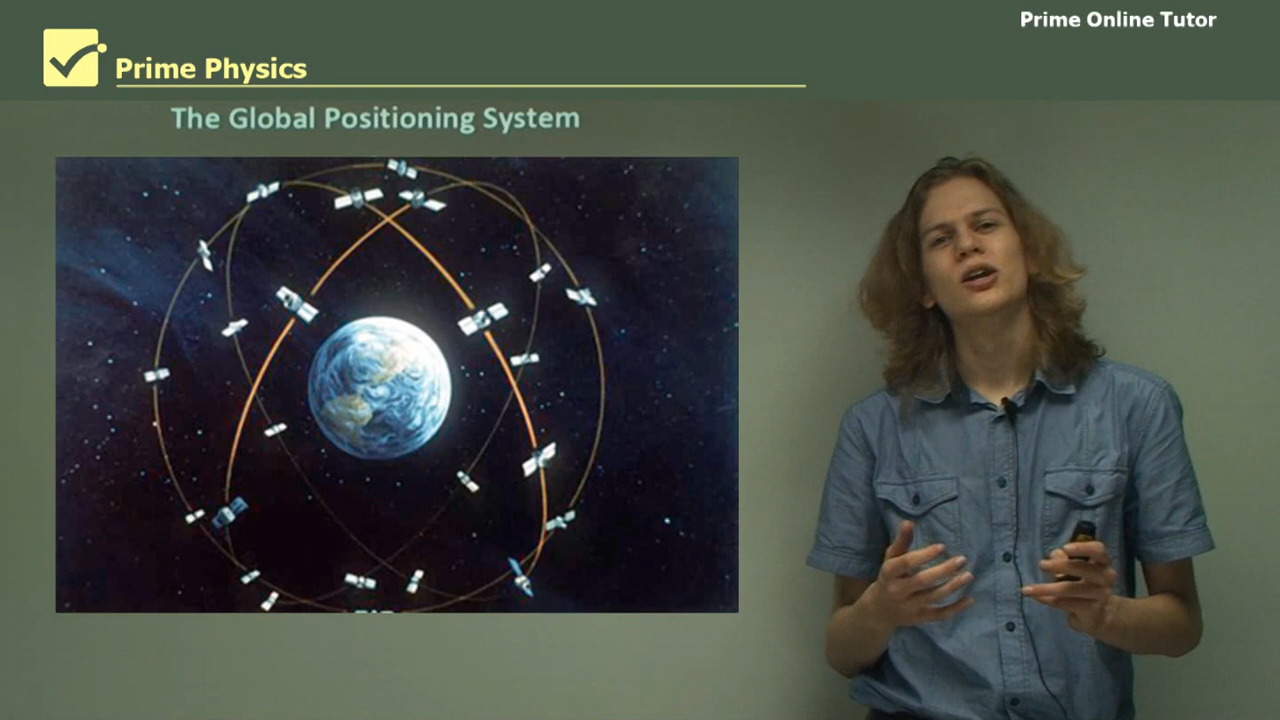 Prime Online Tutor
Prime Physics
The Global Positioning System